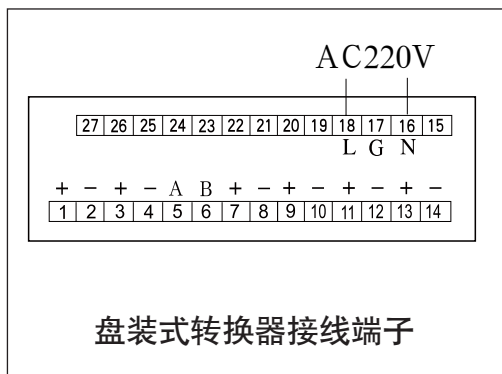 AC220V
27 26 25 24 23 22 21 20 19 18 17 16 15
L G N
+ − + − A B + − + − + − + −
1 2 3 4 5 6 7 8 9 10 11 12 13 14
盘装式转换器接线端子